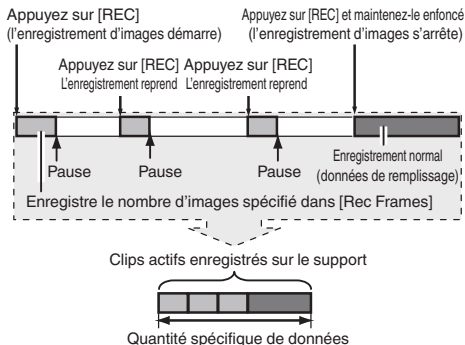 Appuyez sur [REC]
(l'enregistrement d'images démarre)
Appuyez sur [REC] et maintenez-le enfoncé
(l'enregistrement d'images s'arrête)
Appuyez sur [REC]
L'enregistrement reprend
Appuyez sur [REC]
L'enregistrement reprend
Pause
Pause
Pause
Enregistrement normal
(données de remplissage)
Enregistre le nombre d'images spécifié dans [Rec Frames]
Clips actifs enregistrés sur le support
Quantité spécifique de données